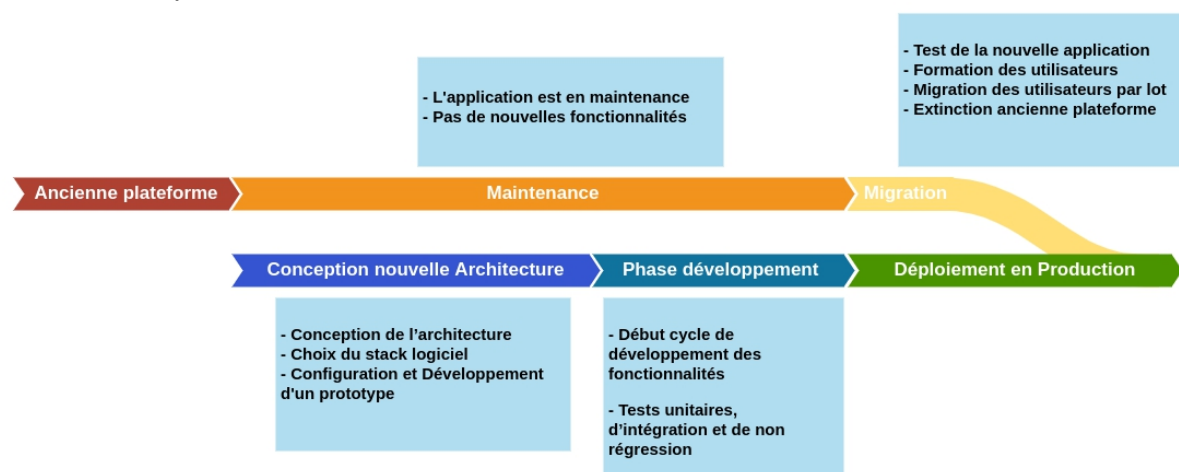 - Test de la nouvelle application
- Formation des utilisateurs
- Migration des utilisateurs par lot
- Extinction ancienne plateforme
- L'application est en maintenance
- Pas de nouvelles fonctionnalités
Ancienne plateforme
Maintenance
Migration
Conception nouvelle Architecture
Phase développement
Déploiement en Production
- Conception de l’architecture
- Choix du stack logiciel
- Configuration et Développement
d'un prototype
- Début cycle de
développement des
fonctionnalités
- Tests unitaires,
d’intégration et de non
régression